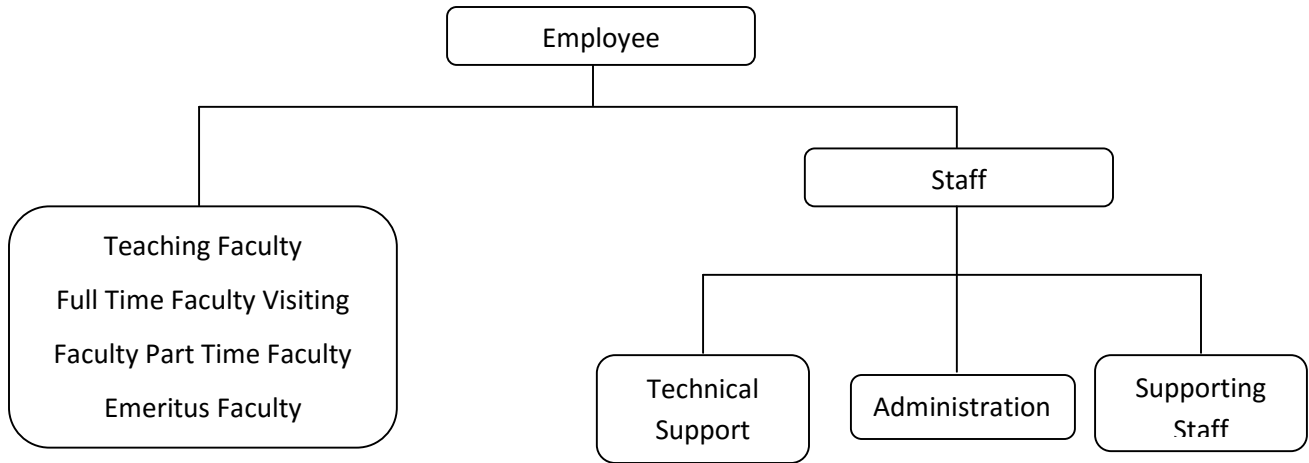 Employee
Staff
Teaching Faculty
Full Time Faculty Visiting
Faculty Part Time Faculty
Emeritus Faculty
Technical
Support
Administration
Supporting
Staff